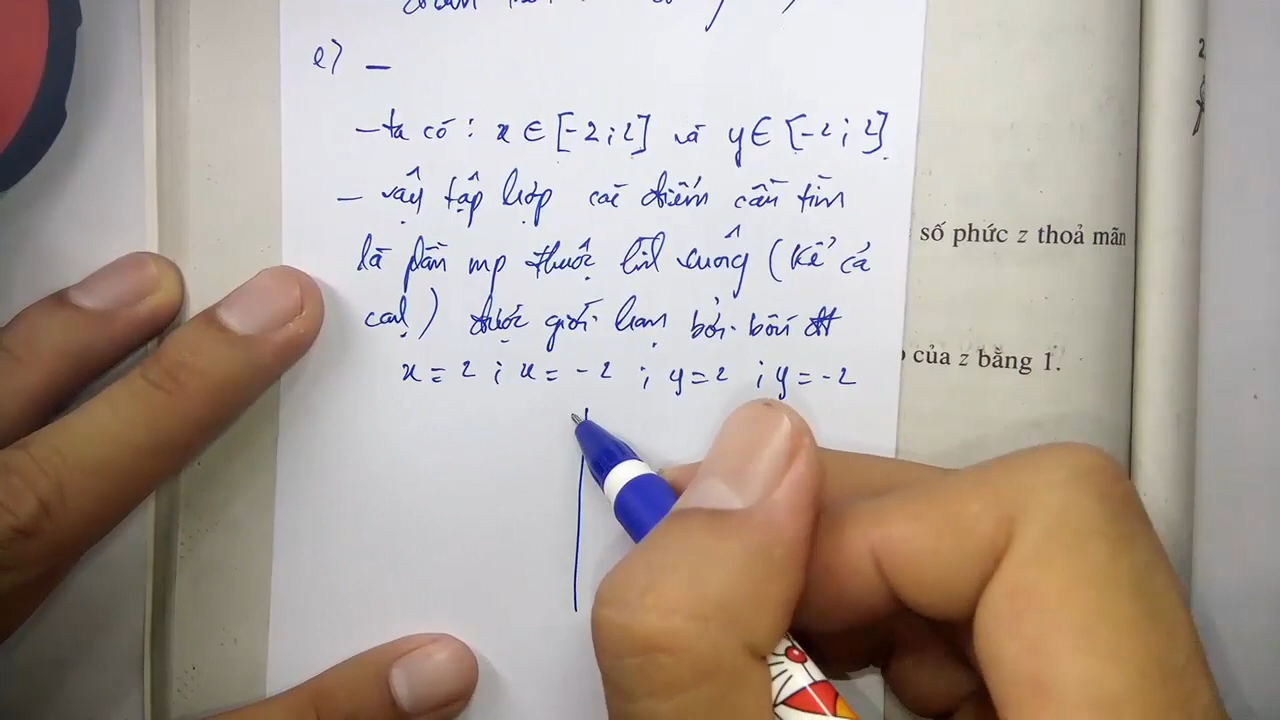 e) –
– ta có : x ∈ [-2 ; 2] và y ∈ [-2 ; 2]
– vậy tập hợp các điểm cần tìm
là phần mp thuộc hình vuông (kể cả
cạnh) được giới hạn bởi bốn đt
x = 2 ; x = -2 ; y = 2 ; y = -2
số phức z thoả mãn
của z bằng 1.
2